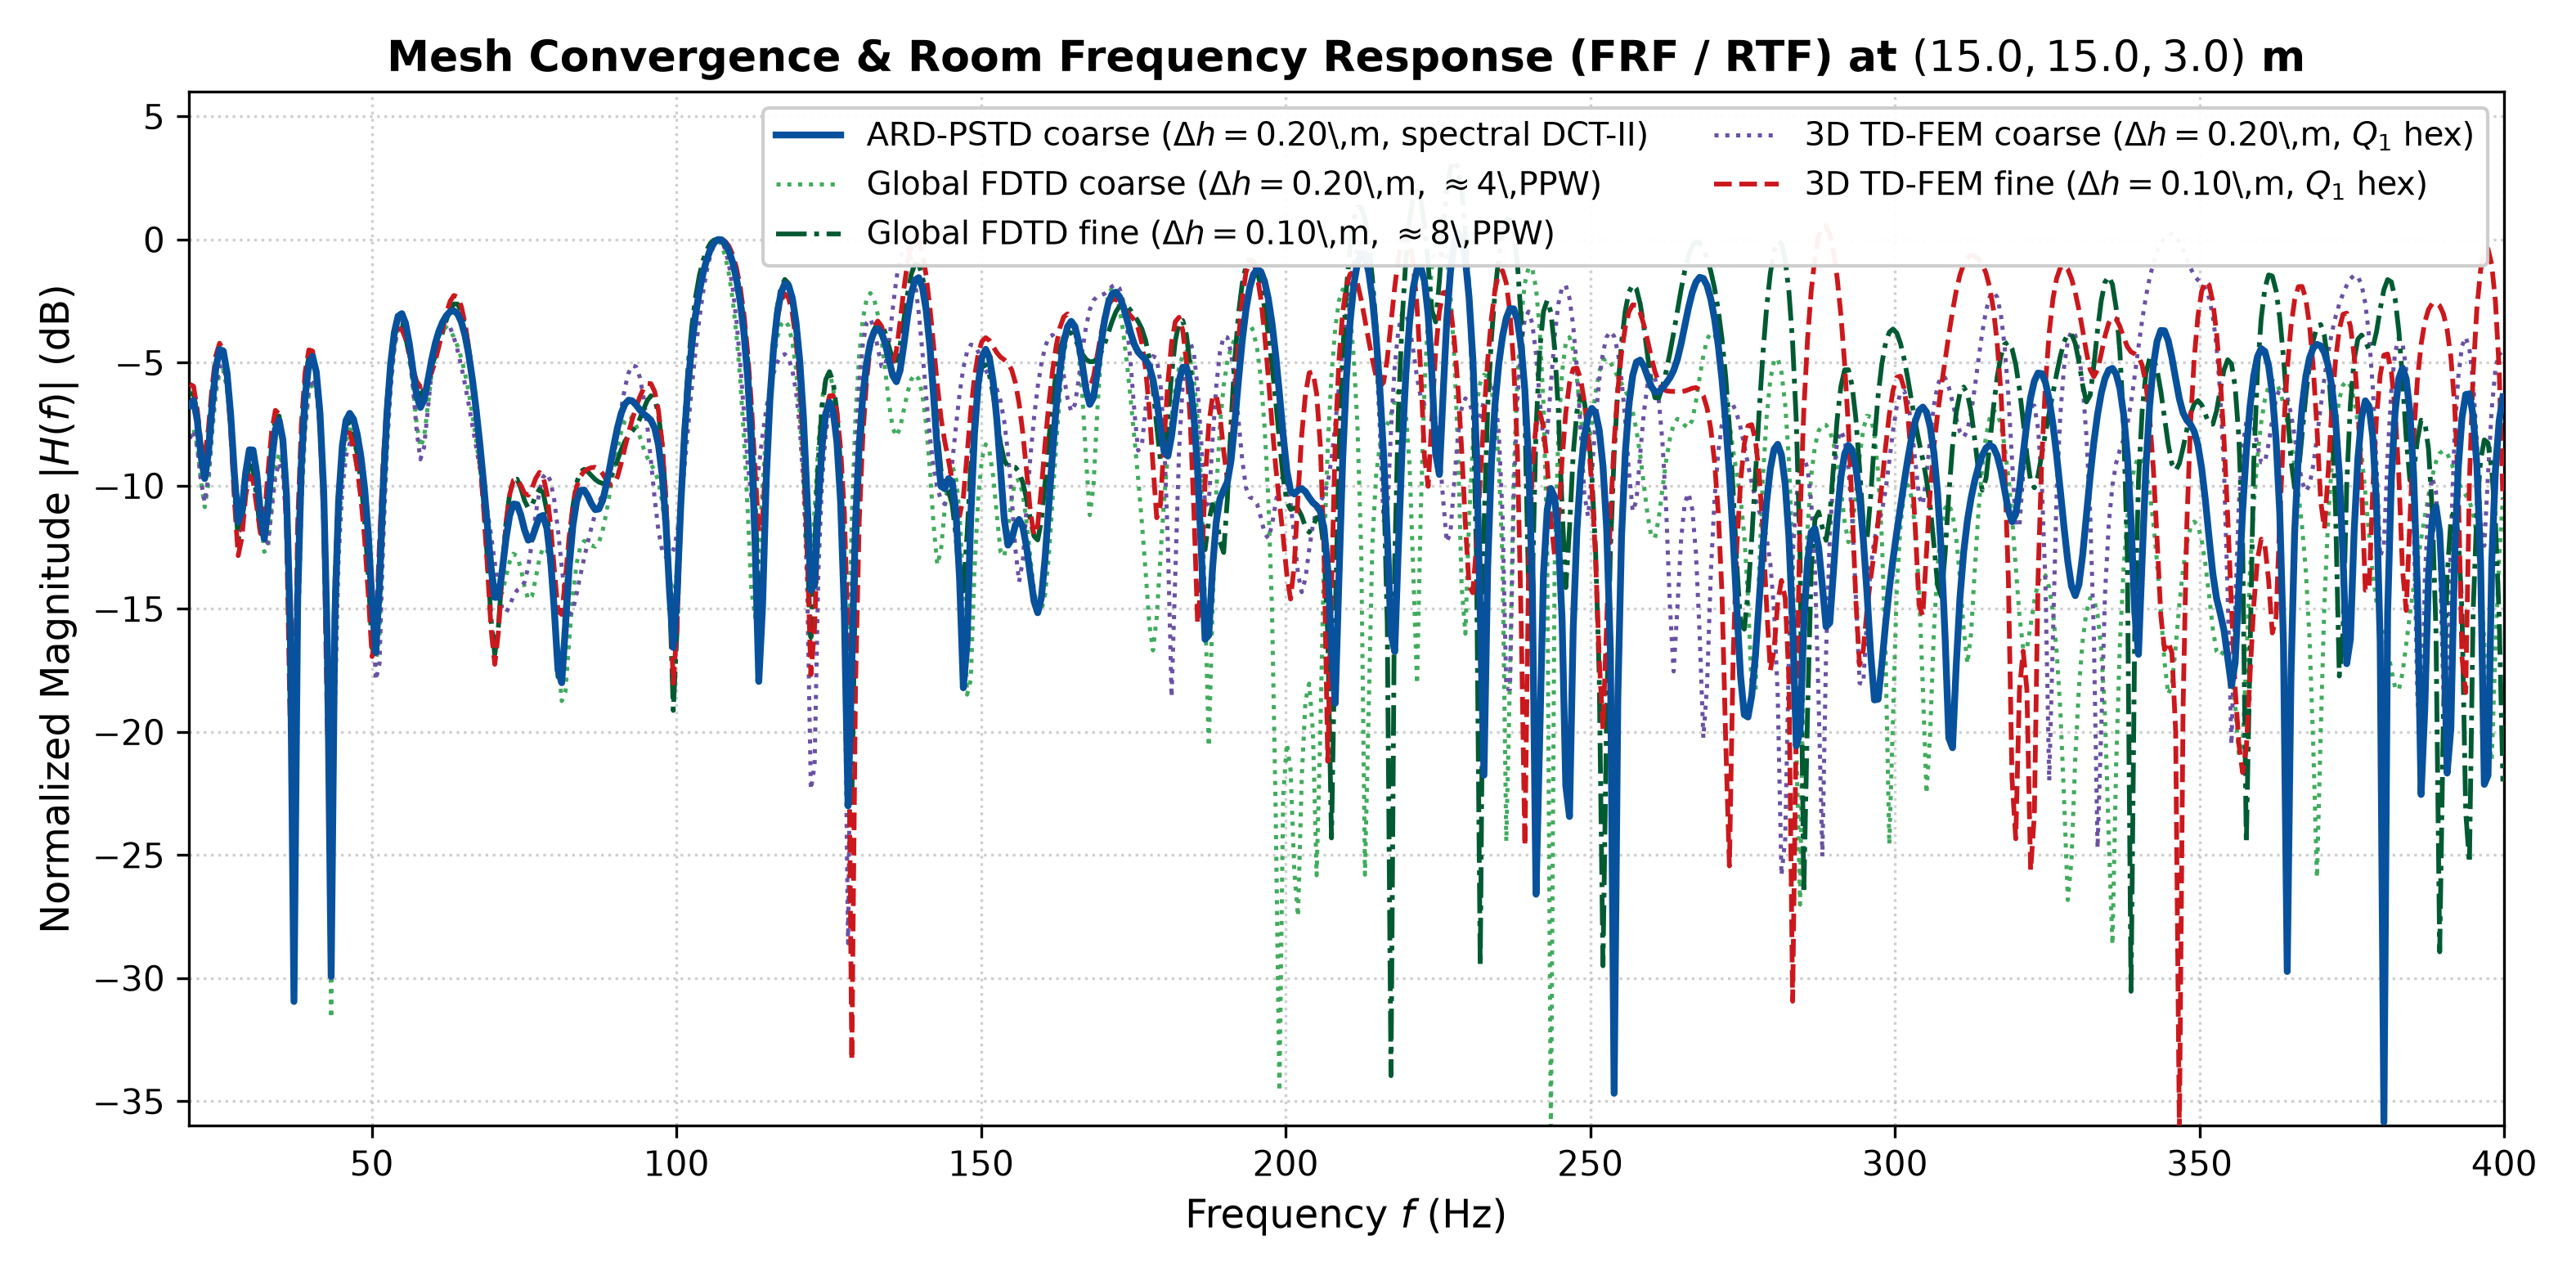 Mesh Convergence & Room Frequency Response (FRF / RTF) at (15.0, 15.0, 3.0) m
ARD-PSTD coarse (Δh = 0.20\,m, spectral DCT-II)
Global FDTD coarse (Δh = 0.20\,m, ≈4\,PPW)
Global FDTD fine (Δh = 0.10\,m, ≈8\,PPW)
3D TD-FEM coarse (Δh = 0.20\,m, Q₁ hex)
3D TD-FEM fine (Δh = 0.10\,m, Q₁ hex)
Normalized Magnitude |H(f)| (dB)
5
0
−5
−10
−15
−20
−25
−30
−35
50 100 150 200 250 300 350 400
Frequency f (Hz)